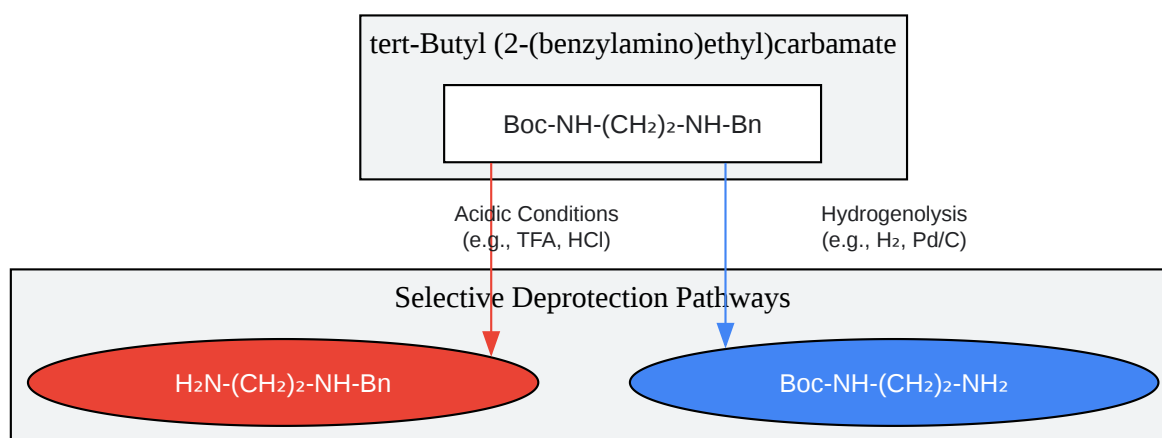 tert-Butyl (2-(benzylamino)ethyl)carbamate
Boc-NH-(CH₂)₂-NH-Bn
Acidic Conditions
(e.g., TFA, HCl)
Hydrogenolysis
(e.g., H₂, Pd/C)
Selective Deprotection Pathways
H₂N-(CH₂)₂-NH-Bn
Boc-NH-(CH₂)₂-NH₂